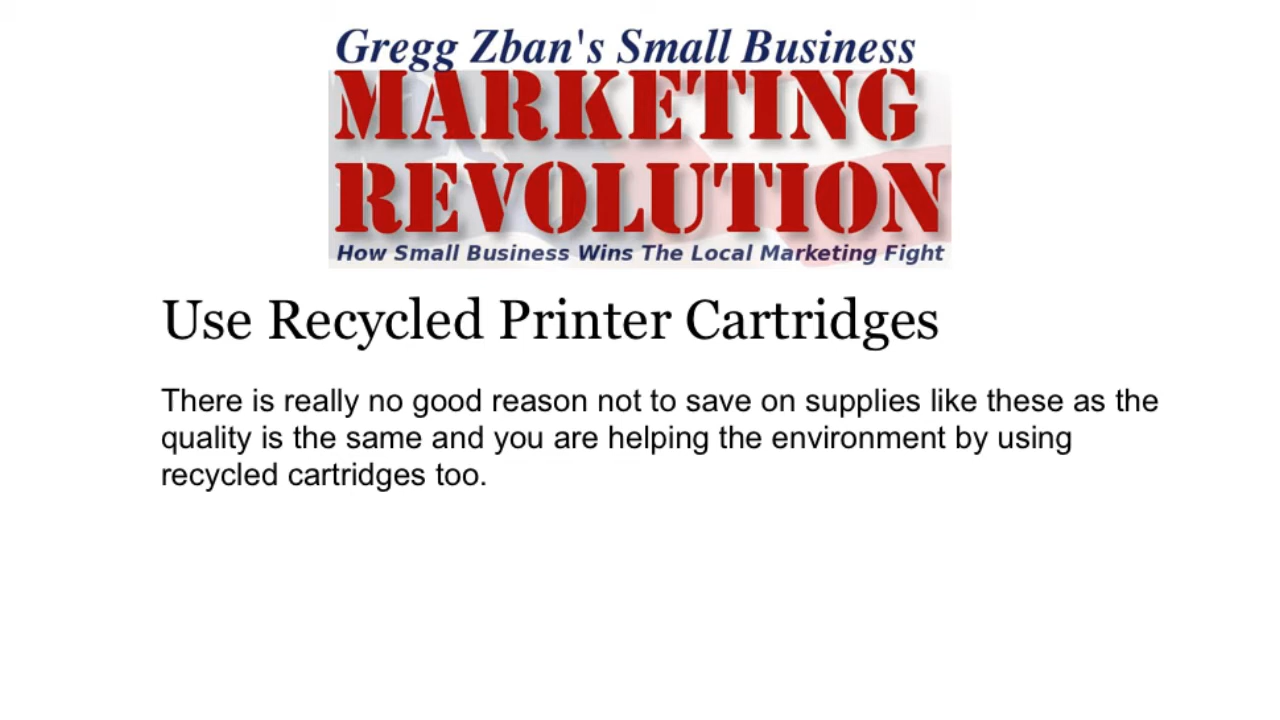 Gregg Zban's Small Business
MARKETING
REVOLUTION
How Small Business Wins The Local Marketing Fight
Use Recycled Printer Cartridges
There is really no good reason not to save on supplies like these as the
quality is the same and you are helping the environment by using
recycled cartridges too.